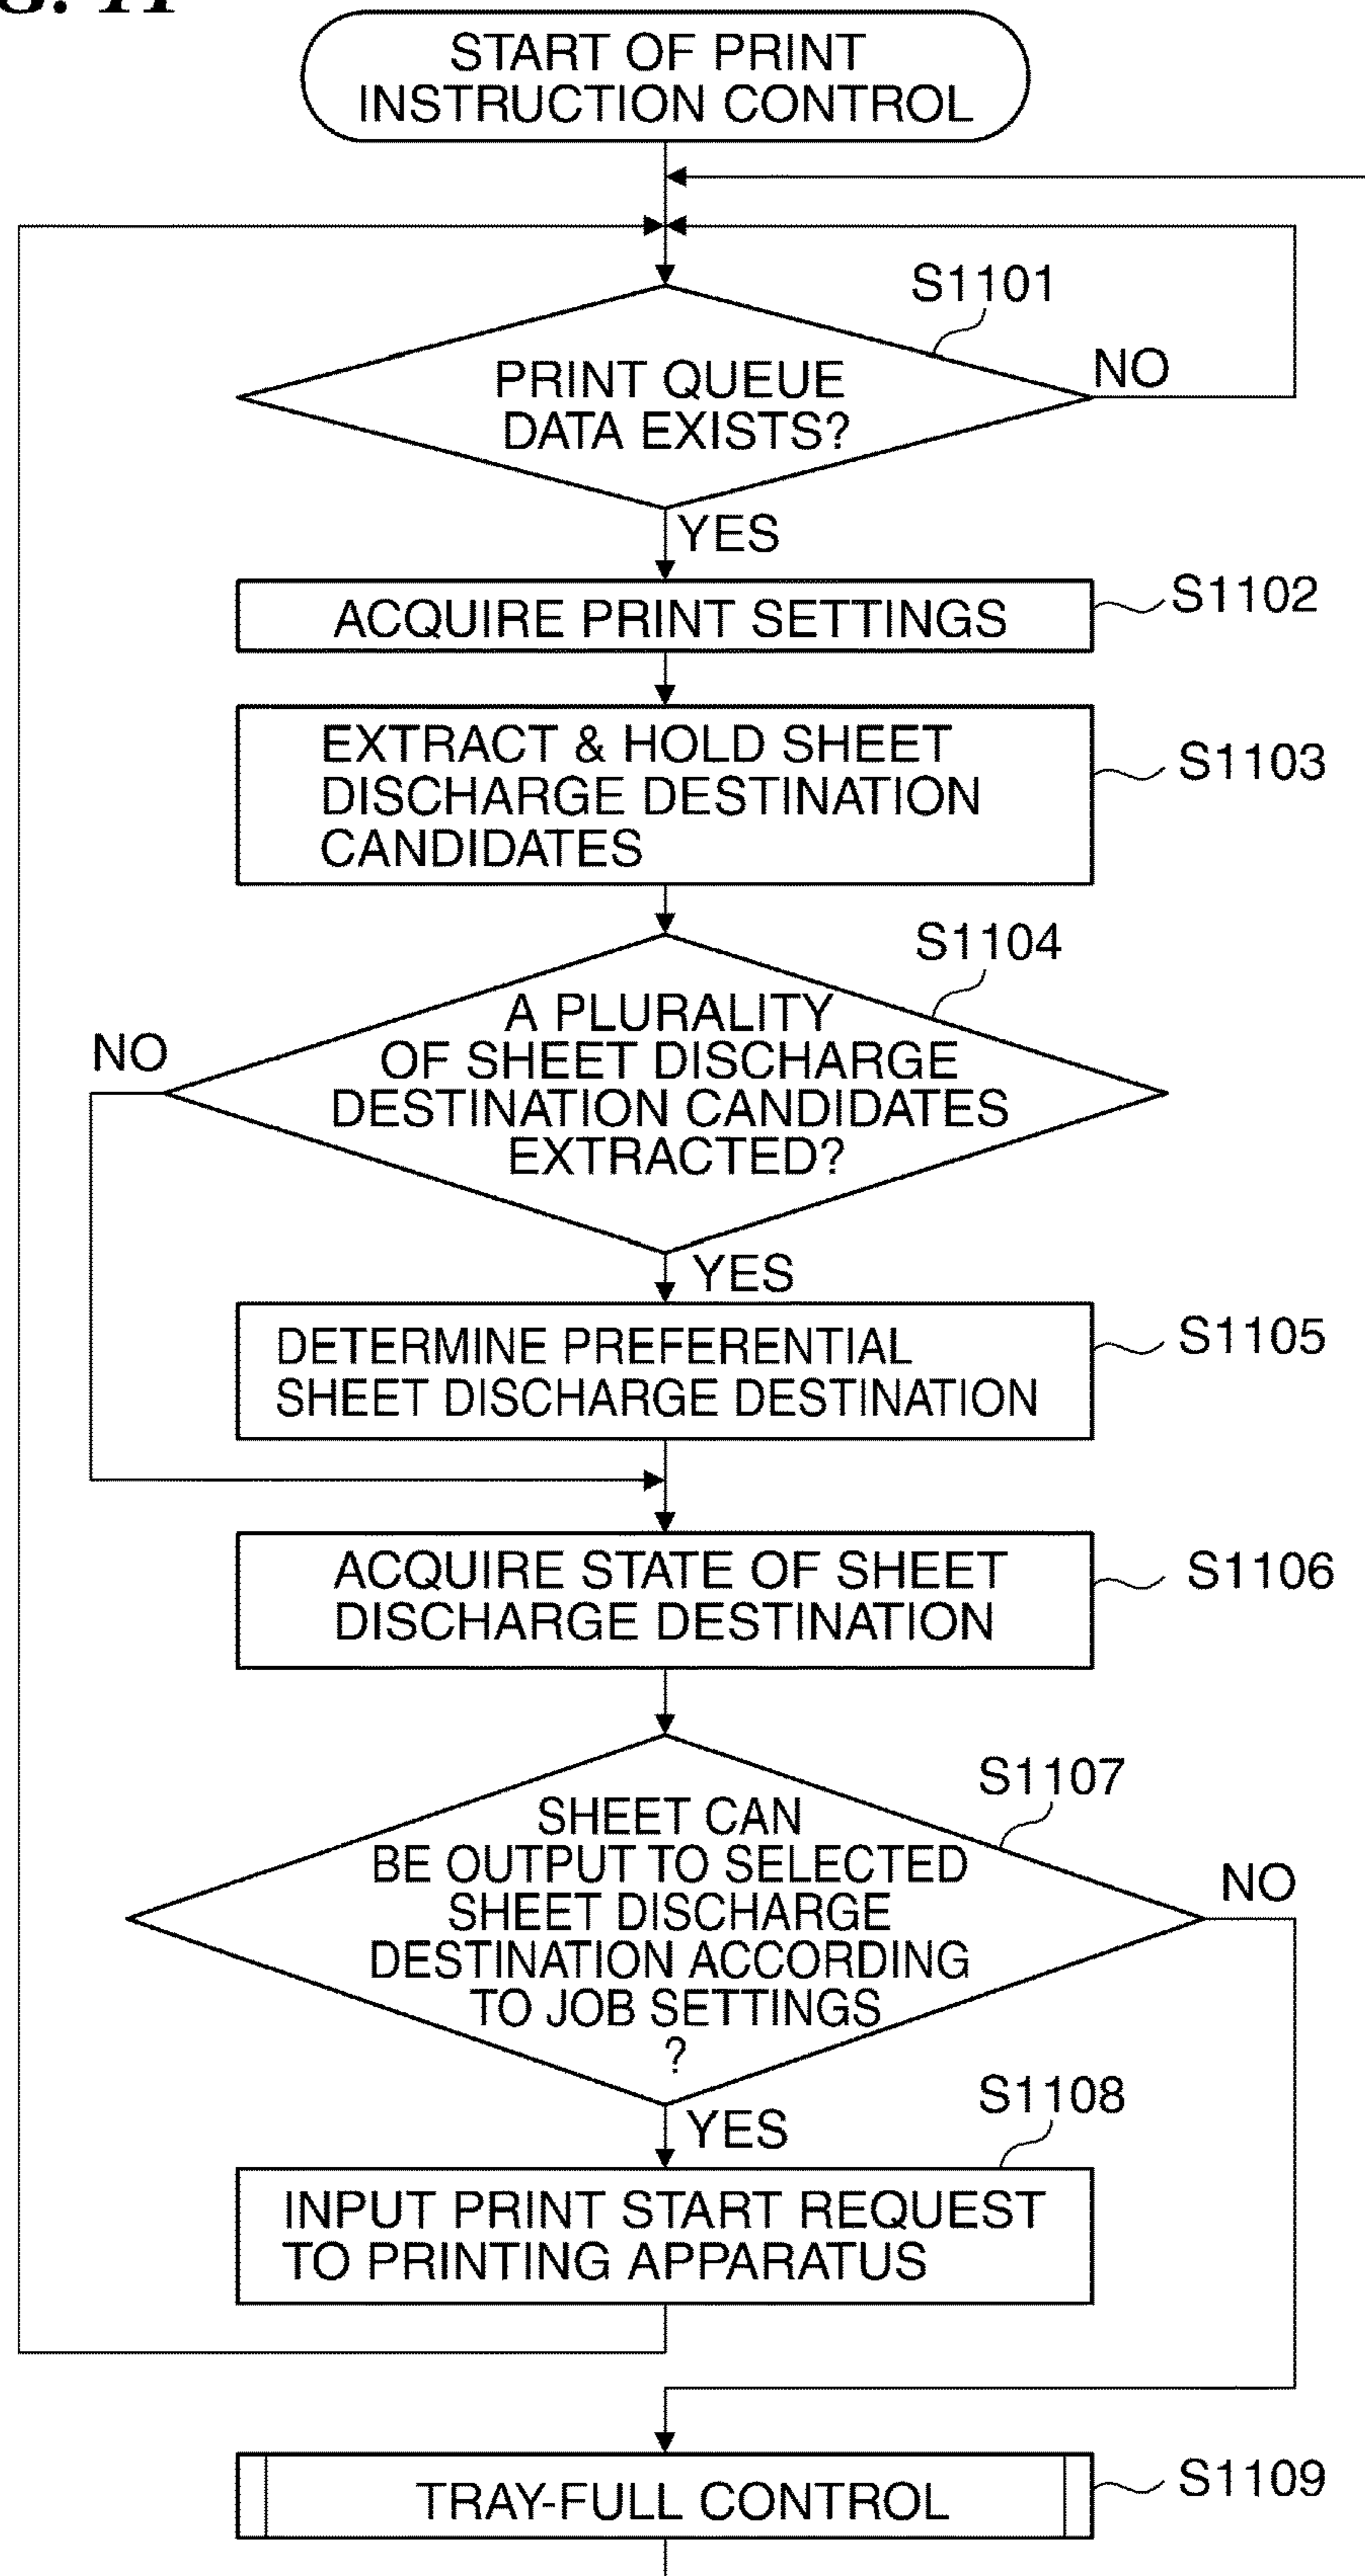 START OF PRINT
INSTRUCTION CONTROL
S1101
PRINT QUEUE
DATA EXISTS?
NO
YES
ACQUIRE PRINT SETTINGS
S1102
EXTRACT & HOLD SHEET
DISCHARGE DESTINATION
CANDIDATES
S1103
S1104
A PLURALITY
OF SHEET DISCHARGE
DESTINATION CANDIDATES
EXTRACTED?
NO
YES
DETERMINE PREFERENTIAL
SHEET DISCHARGE DESTINATION
S1105
ACQUIRE STATE OF SHEET
DISCHARGE DESTINATION
S1106
S1107
SHEET CAN
BE OUTPUT TO SELECTED
SHEET DISCHARGE
DESTINATION ACCORDING
TO JOB SETTINGS
?
NO
YES
S1108
INPUT PRINT START REQUEST
TO PRINTING APPARATUS
TRAY-FULL CONTROL
S1109